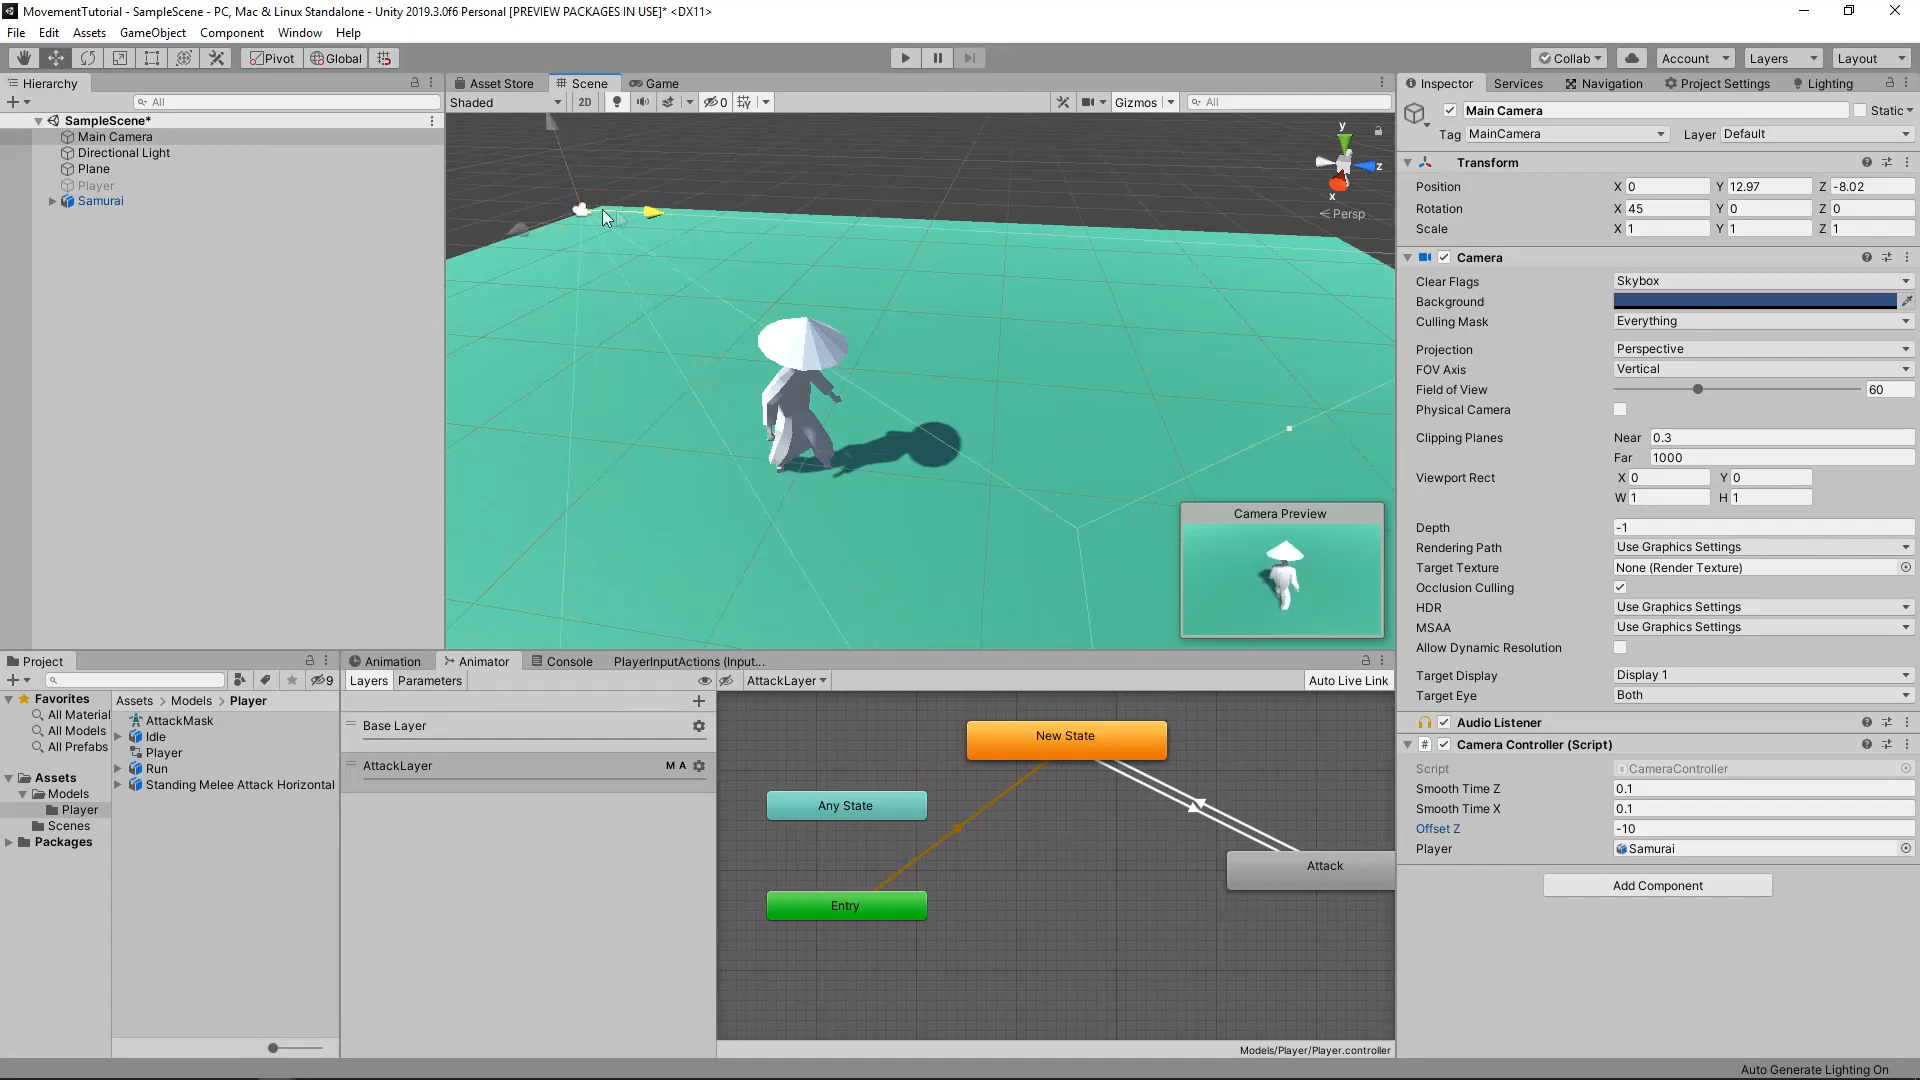 MovementTutorial - SampleScene - PC, Mac & Linux Standalone - Unity 2019.3.0f6 Personal [PREVIEW PACKAGES IN USE]* <DX11>
File Edit Assets GameObject Component Window Help
Pivot Global Collab Account Layers Layout
Hierarchy
All
SampleScene*
Main Camera
Directional Light
Plane
Player
Samurai
Asset Store Scene Game
Shaded 2D 0 Gizmos All
y
z
x
Persp
Camera Preview
Inspector Services Navigation Project Settings Lighting
Main Camera Static
Tag MainCamera Layer Default
Transform
Position X 0 Y 12.97 Z -8.02
Rotation X 45 Y 0 Z 0
Scale X 1 Y 1 Z 1
Camera
Clear Flags Skybox
Background
Culling Mask Everything
Projection Perspective
FOV Axis Vertical
Field of View 60
Physical Camera
Clipping Planes Near 0.3
Far 1000
Viewport Rect X 0 Y 0
W 1 H 1
Depth -1
Rendering Path Use Graphics Settings
Target Texture None (Render Texture)
Occlusion Culling
HDR Use Graphics Settings
MSAA Use Graphics Settings
Allow Dynamic Resolution
Target Display Display 1
Target Eye Both
Audio Listener
# Camera Controller (Script)
Script CameraController
Smooth Time Z 0.1
Smooth Time X 0.1
Offset Z -10
Player Samurai
Add Component
Project
9
Favorites
All Material
All Models
All Prefabs
Assets
Models
Player
Scenes
Packages
Assets > Models > Player
AttackMask
Idle
Player
Run
Standing Melee Attack Horizontal
Animation Animator Console PlayerInputActions (Input...
Layers Parameters AttackLayer Auto Live Link
Base Layer
AttackLayer M A
New State
Any State
Attack
Entry
Models/Player/Player.controller
Auto Generate Lighting On